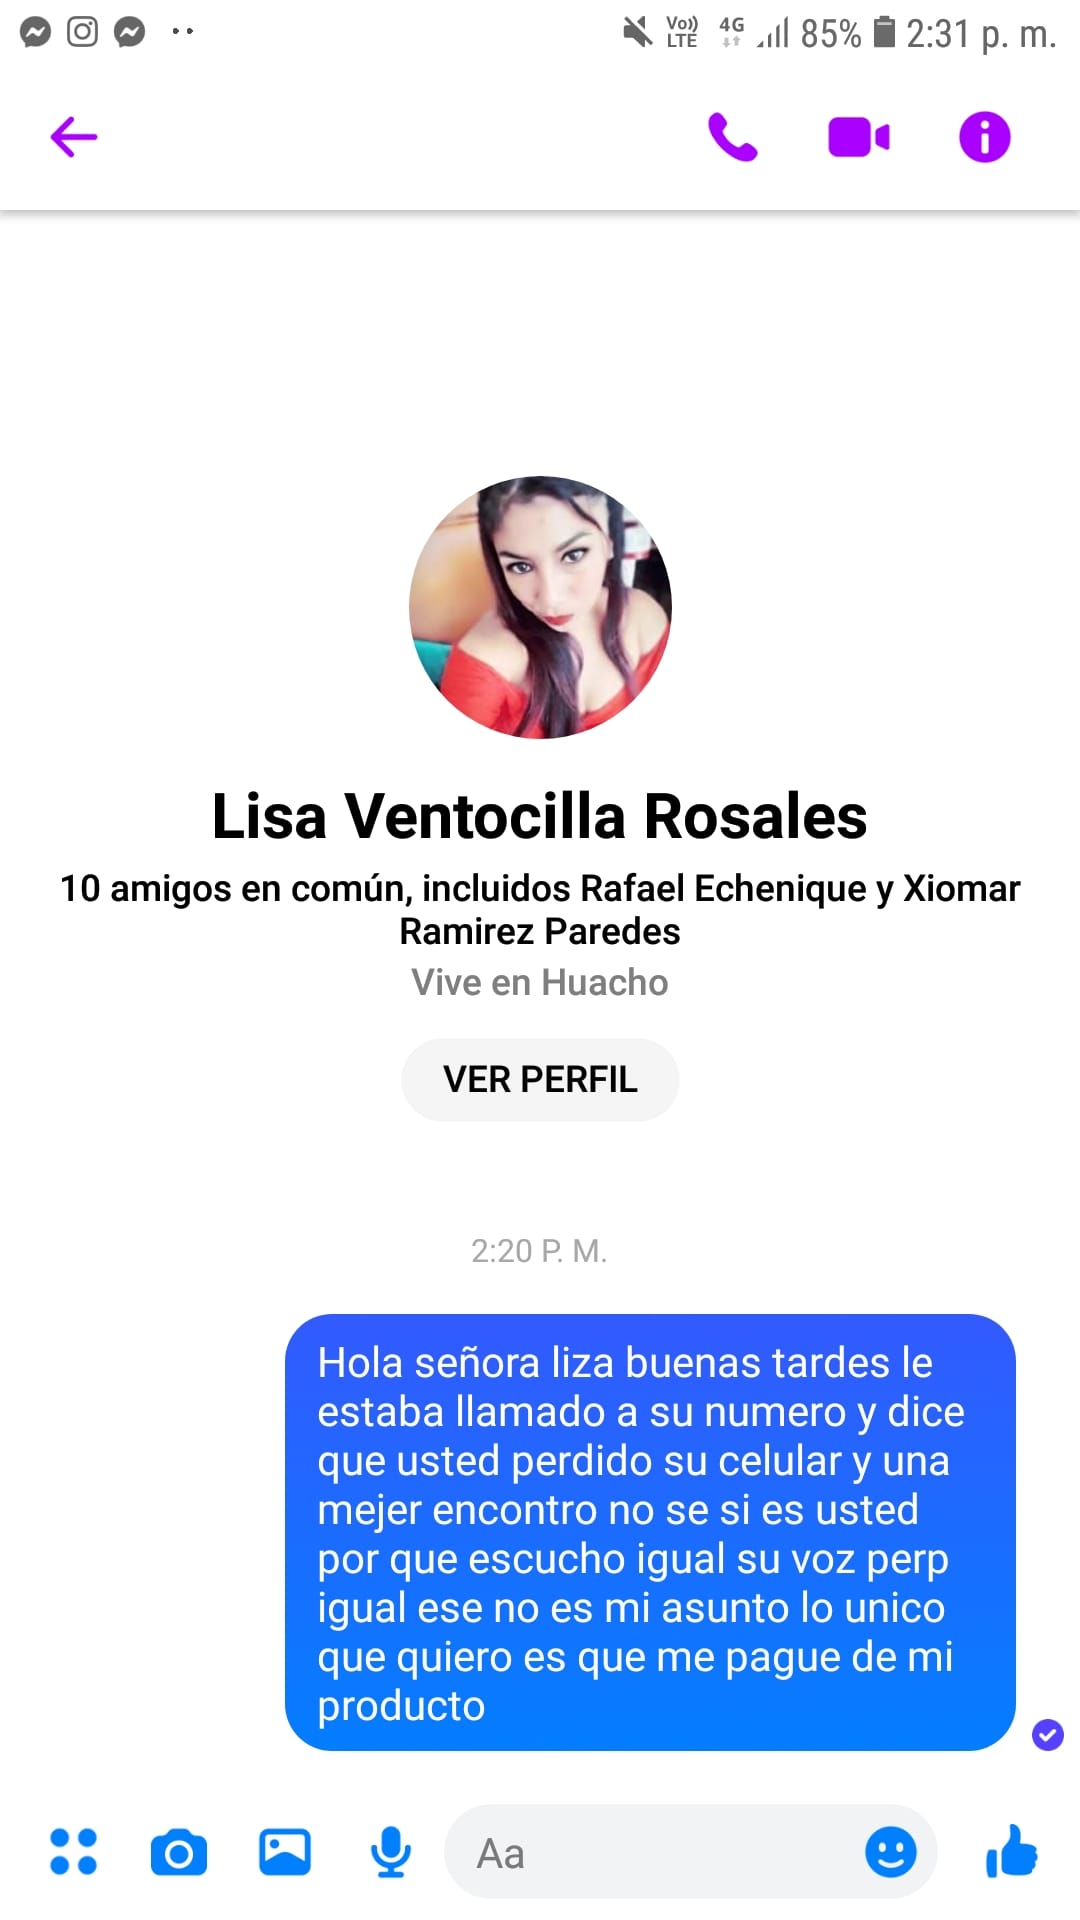 Vo)) LTE 4G 85% 2:31 p. m.
Lisa Ventocilla Rosales
10 amigos en común, incluidos Rafael Echenique y Xiomar
Ramirez Paredes
Vive en Huacho
VER PERFIL
2:20 P. M.
Hola señora liza buenas tardes le
estaba llamado a su numero y dice
que usted perdido su celular y una
mejer encontro no se si es usted
por que escucho igual su voz perp
igual ese no es mi asunto lo unico
que quiero es que me pague de mi
producto
Aa